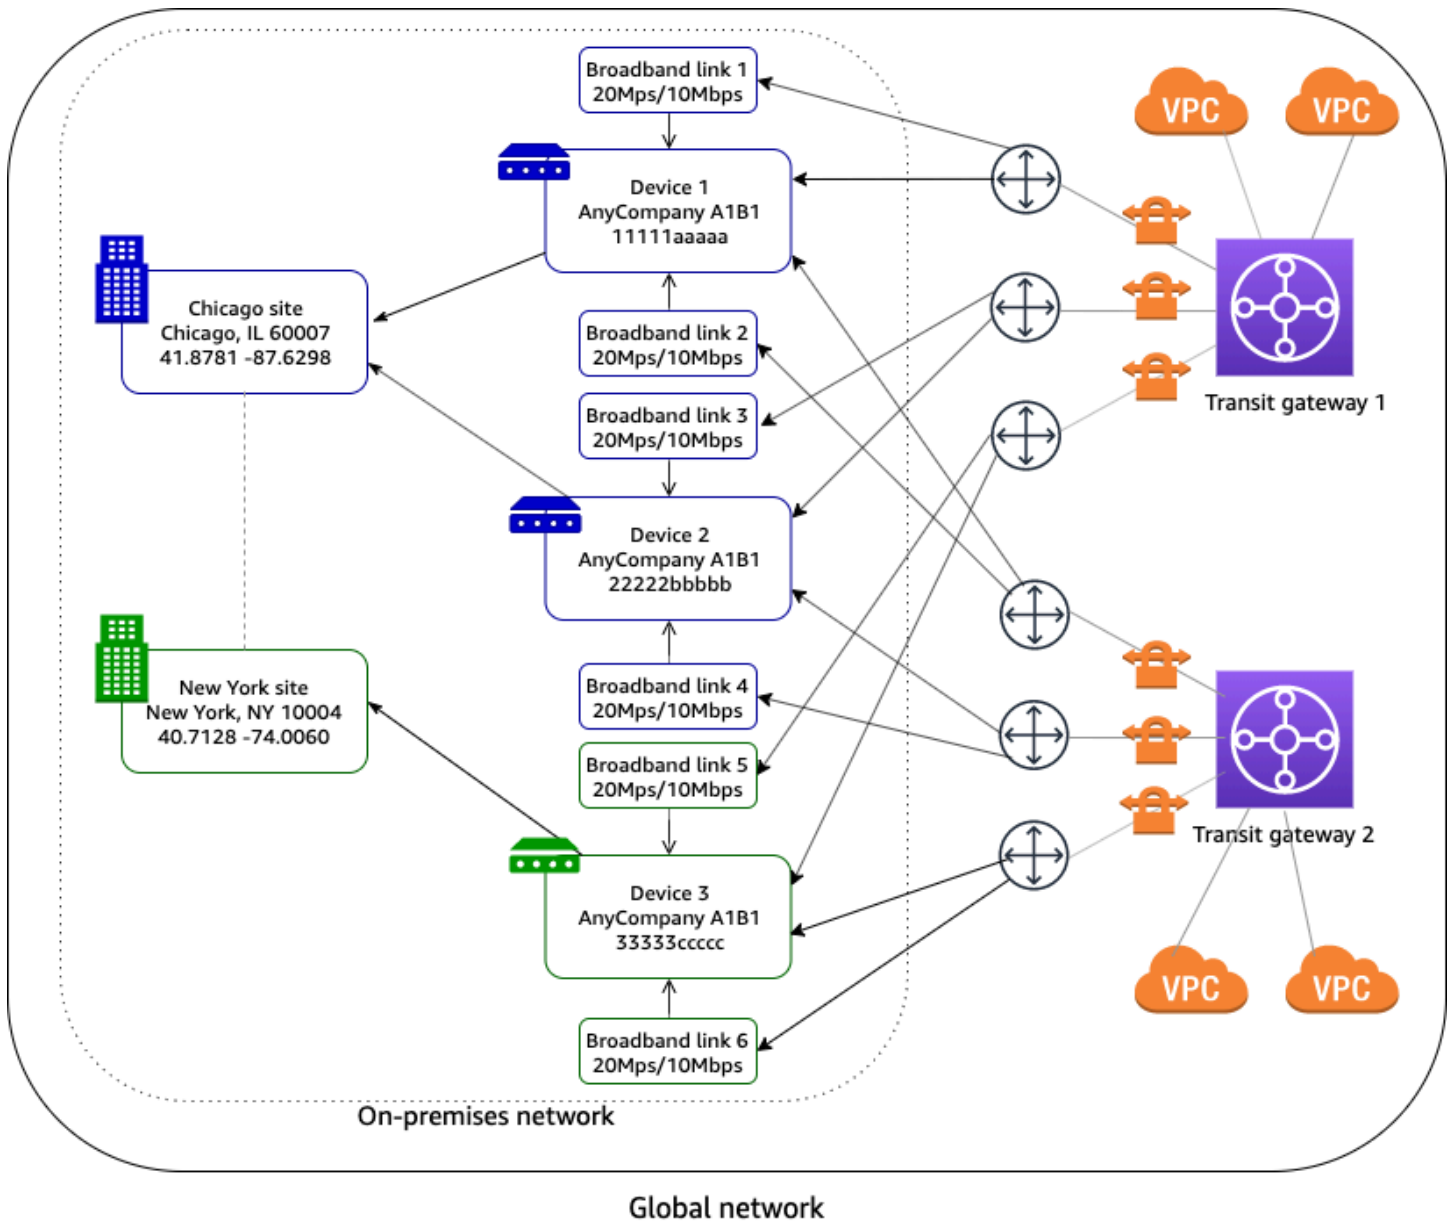 Broadband link 1
20Mps/10Mbps
VPC
VPC
Device 1
AnyCompany A1B1
11111aaaaa
Chicago site
Chicago, IL 60007
41.8781 -87.6298
Broadband link 2
20Mps/10Mbps
Transit gateway 1
Broadband link 3
20Mps/10Mbps
Device 2
AnyCompany A1B1
22222bbbbb
New York site
New York, NY 10004
40.7128 -74.0060
Broadband link 4
20Mps/10Mbps
Broadband link 5
20Mps/10Mbps
Transit gateway 2
Device 3
AnyCompany A1B1
33333ccccc
VPC
VPC
Broadband link 6
20Mps/10Mbps
On-premises network
Global network